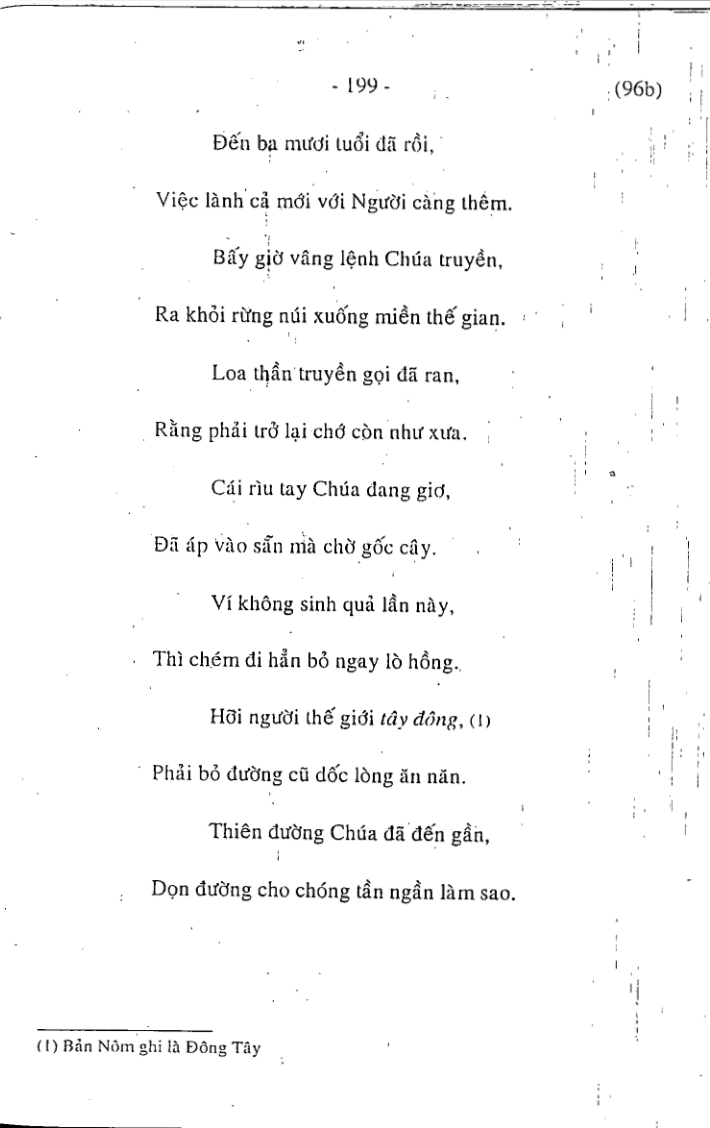 - 199 -
(96b)
Đến ba mươi tuổi đã rồi,
Việc lành cả mới với Người càng thêm.
Bấy giờ vâng lệnh Chúa truyền,
Ra khỏi rừng núi xuống miền thế gian.
Loa thần truyền gọi đã ran,
Rằng phải trở lại chớ còn như xưa.
Cái rìu tay Chúa đang giơ,
Đã áp vào sẵn mà chờ gốc cây.
Ví không sinh quả lần này,
Thì chém đi hẳn bỏ ngay lò hồng.
Hỡi người thế giới tây đông, (1)
Phải bỏ đường cũ dốc lòng ăn năn.
Thiên đường Chúa đã đến gần,
Dọn đường cho chóng tần ngần làm sao.
(1) Bản Nôm ghi là Đông Tây